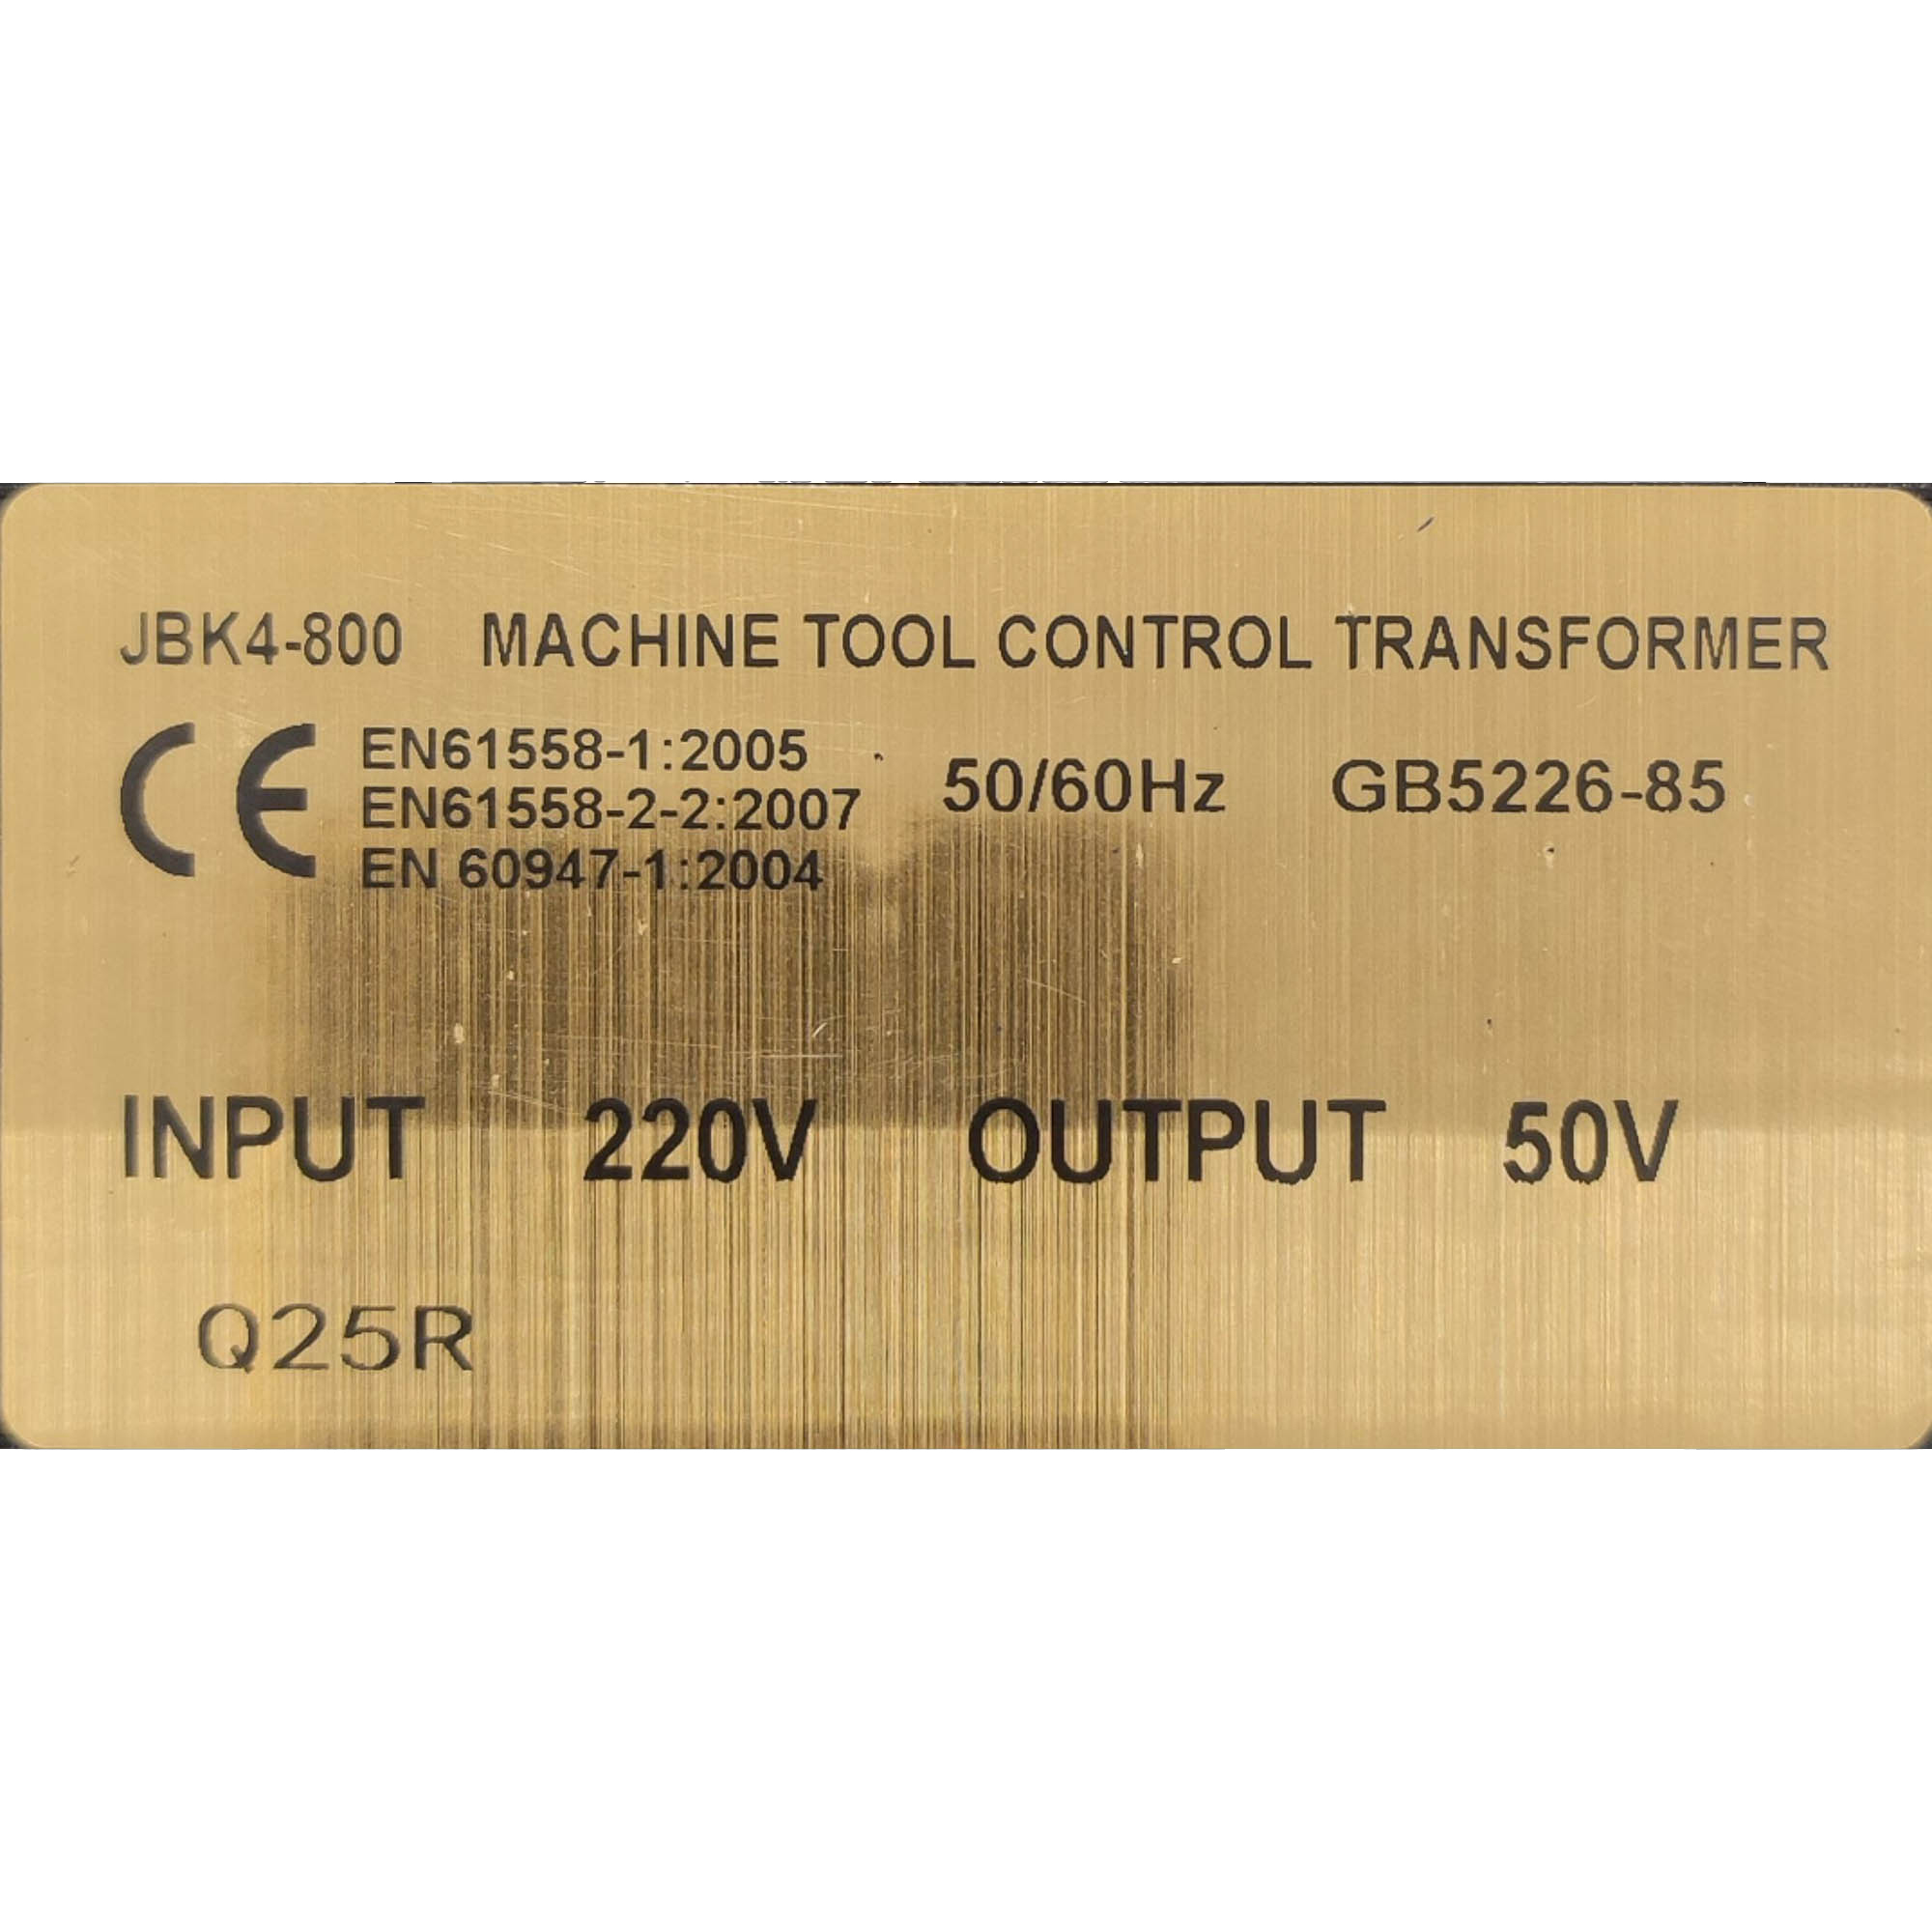 JBK4-800 MACHINE TOOL CONTROL TRANSFORMER
CE
EN61558-1:2005
EN61558-2-2:2007
EN 60947-1:2004
50/60Hz GB5226-85
INPUT 220V OUTPUT 50V
Q25R